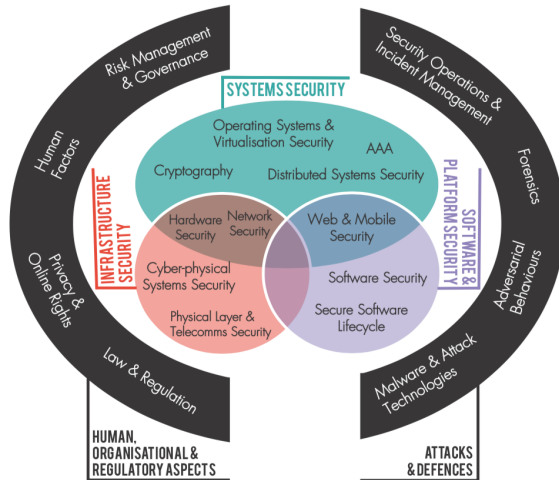 Risk Management
& Governance
Human
Factors
Privacy &
Online Rights
Law & Regulation
HUMAN,
ORGANISATIONAL &
REGULATORY ASPECTS
SYSTEMS SECURITY
Operating Systems &
Virtualisation Security
AAA
Cryptography
Distributed Systems Security
INFRASTRUCTURE
SECURITY
Hardware
Security
Network
Security
Web & Mobile
Security
Cyber-physical
Systems Security
Physical Layer &
Telecomms Security
Software Security
Secure Software
Lifecycle
SOFTWARE &
PLATFORM SECURITY
Security Operations &
Incident Management
Forensics
Adversarial
Behaviours
Malware & Attack
Technologies
ATTACKS
& DEFENCES